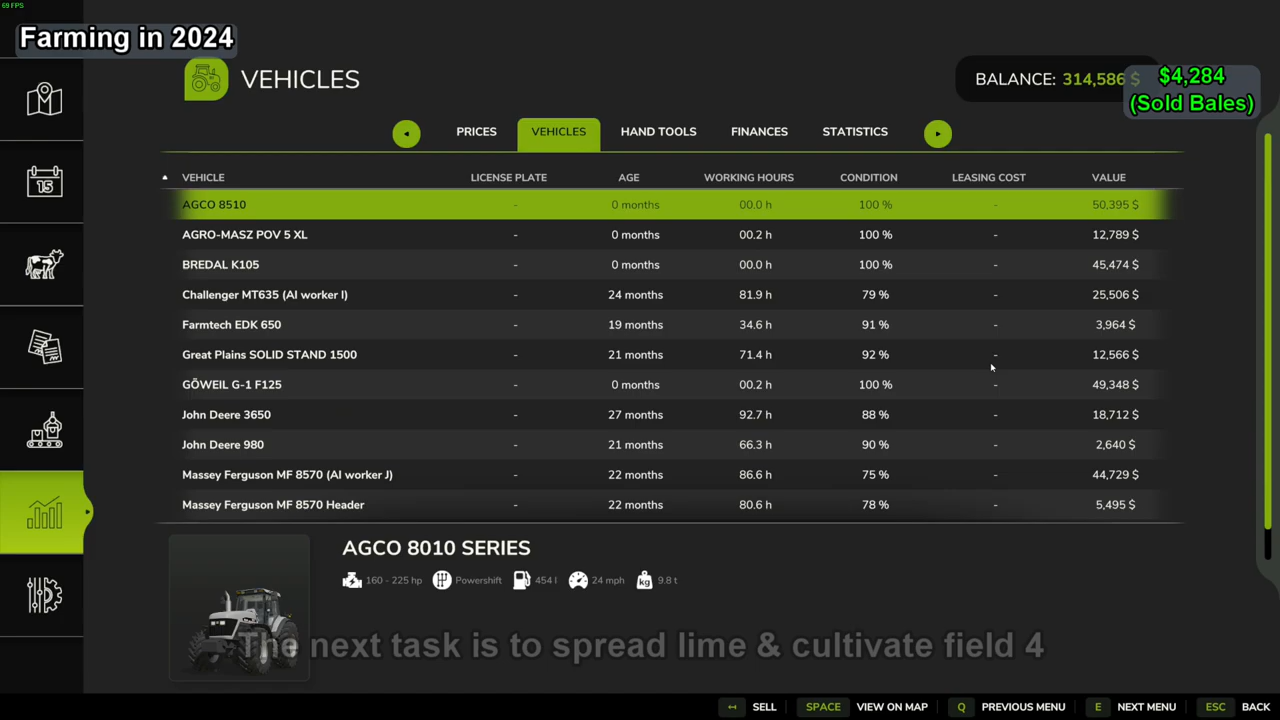 69 FPS
Farming in 2024
VEHICLES
BALANCE: 314,586 $
$4,284
(Sold Bales)
PRICES VEHICLES HAND TOOLS FINANCES STATISTICS
15
VEHICLE LICENSE PLATE AGE WORKING HOURS CONDITION LEASING COST VALUE
AGCO 8510 - 0 months 00.0 h 100 % - 50,395 $
AGRO-MASZ POV 5 XL - 0 months 00.2 h 100 % - 12,789 $
BREDAL K105 - 0 months 00.0 h 100 % - 45,474 $
Challenger MT635 (AI worker I) - 24 months 81.9 h 79 % - 25,506 $
Farmtech EDK 650 - 19 months 34.6 h 91 % - 3,964 $
Great Plains SOLID STAND 1500 - 21 months 71.4 h 92 % - 12,566 $
GÖWEIL G-1 F125 - 0 months 00.2 h 100 % - 49,348 $
John Deere 3650 - 27 months 92.7 h 88 % - 18,712 $
John Deere 980 - 21 months 66.3 h 90 % - 2,640 $
Massey Ferguson MF 8570 (AI worker J) - 22 months 86.6 h 75 % - 44,729 $
Massey Ferguson MF 8570 Header - 22 months 80.6 h 78 % - 5,495 $
AGCO 8010 SERIES
160 - 225 hp Powershift 454 l 24 mph kg 9.8 t
The next task is to spread lime & cultivate field 4
SELL SPACE VIEW ON MAP Q PREVIOUS MENU E NEXT MENU ESC BACK